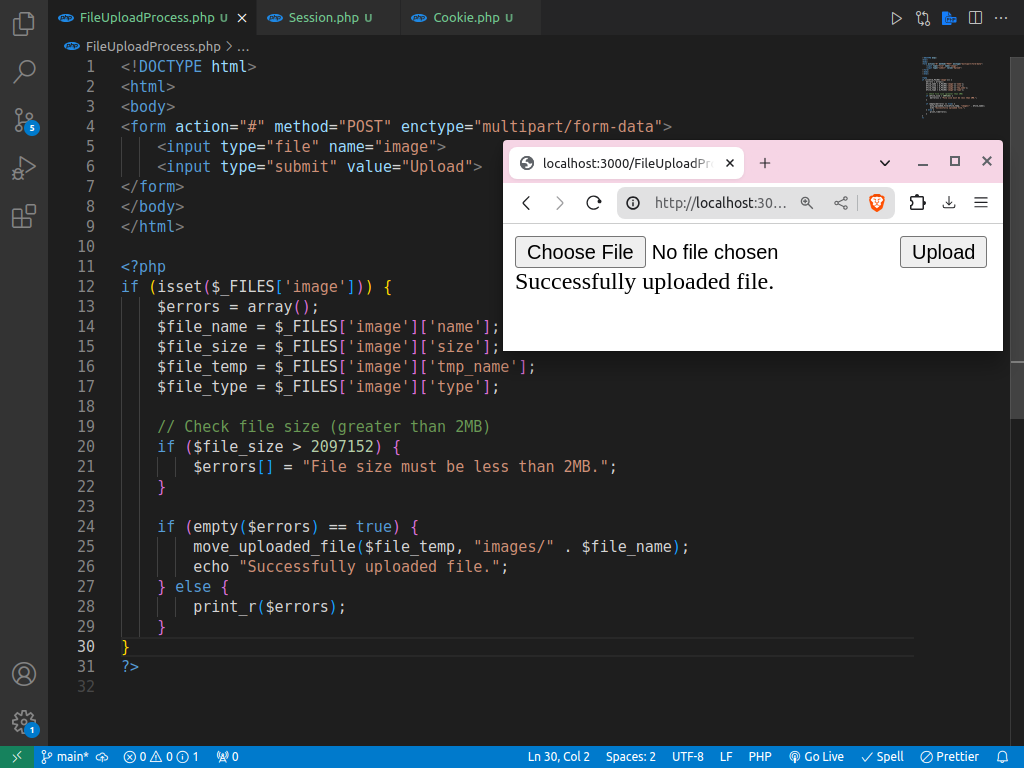 FileUploadProcess.php U
Session.php U
Cookie.php U
FileUploadProcess.php > ...
1 <!DOCTYPE html>
2 <html>
3 <body>
4 <form action="#" method="POST" enctype="multipart/form-data">
5 <input type="file" name="image">
6 <input type="submit" value="Upload">
7 </form>
8 </body>
9 </html>
10
11 <?php
12 if (isset($_FILES['image'])) {
13 $errors = array();
14 $file_name = $_FILES['image']['name'];
15 $file_size = $_FILES['image']['size'];
16 $file_temp = $_FILES['image']['tmp_name'];
17 $file_type = $_FILES['image']['type'];
18
19 // Check file size (greater than 2MB)
20 if ($file_size > 2097152) {
21 $errors[] = "File size must be less than 2MB.";
22 }
23
24 if (empty($errors) == true) {
25 move_uploaded_file($file_temp, "images/" . $file_name);
26 echo "Successfully uploaded file.";
27 } else {
28 print_r($errors);
29 }
30 }
31 ?>
32
localhost:3000/FileUploadPr
http://localhost:30...
Choose File No file chosen Upload
Successfully uploaded file.
5
1
main* 0 0 1 0 Ln 30, Col 2 Spaces: 2 UTF-8 LF PHP Go Live Spell Prettier